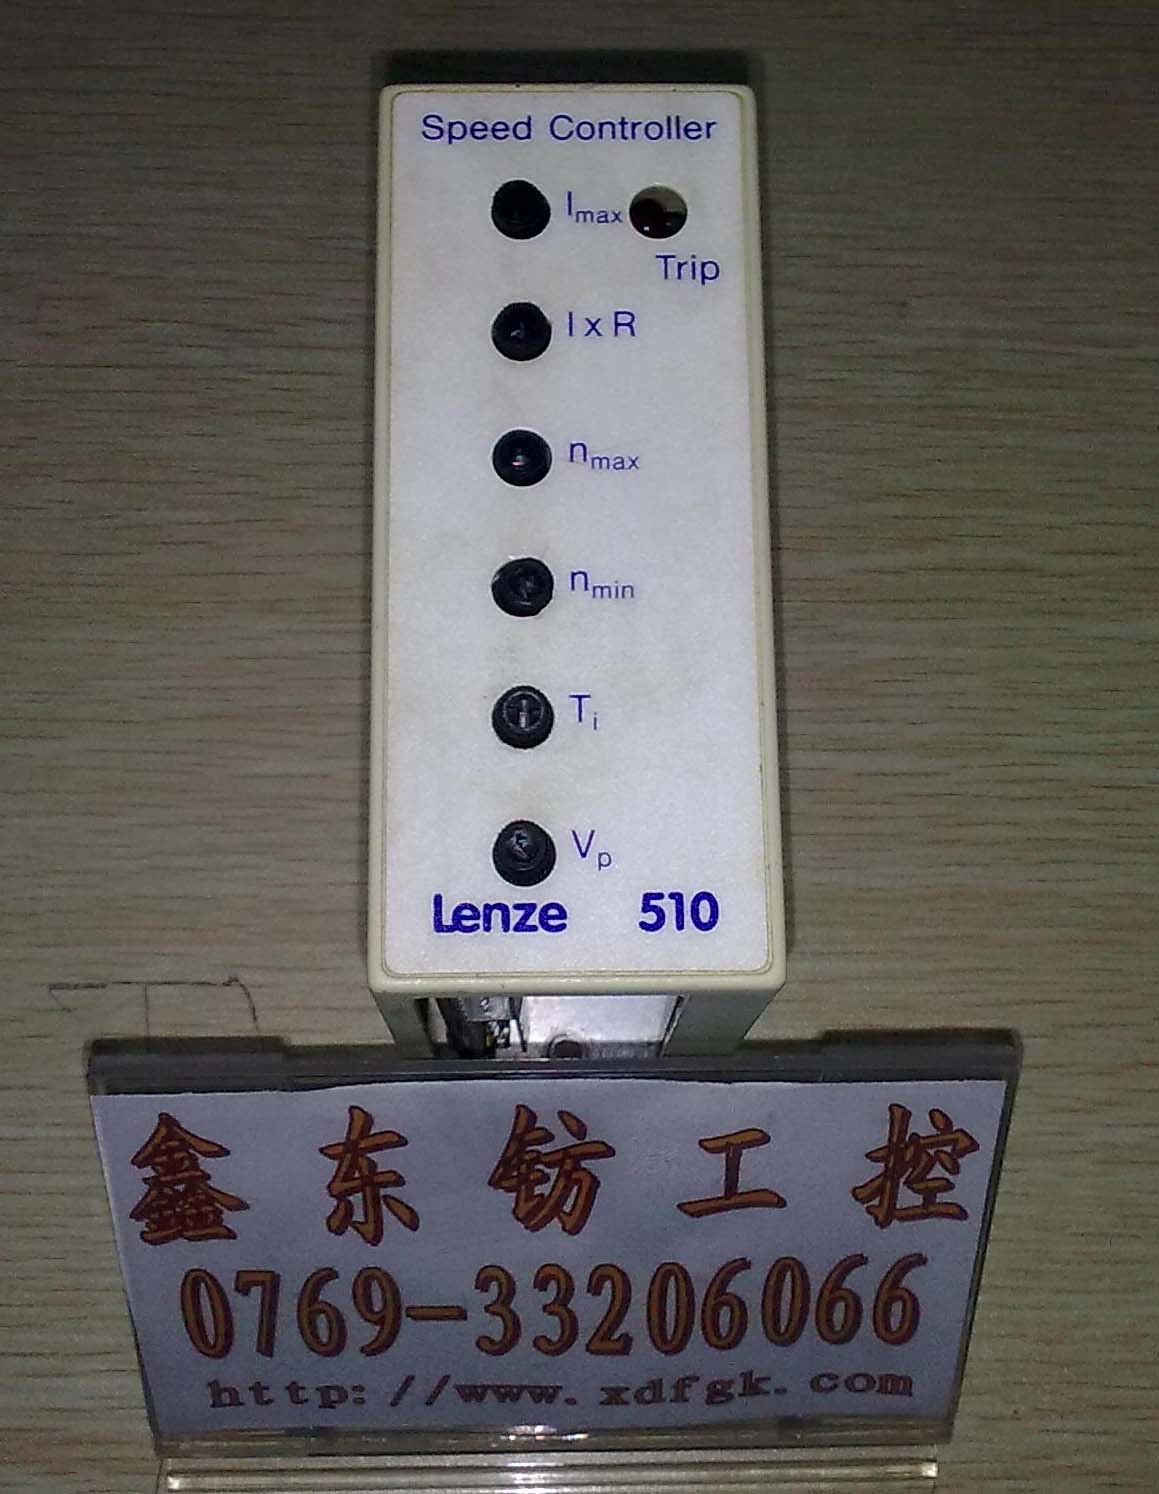 Speed Controller
Imax
Trip
I x R
nmax
nmin
Ti
Vp
Lenze 510
鑫东钫工控
0769-33206066
http://www.xdfgk.com